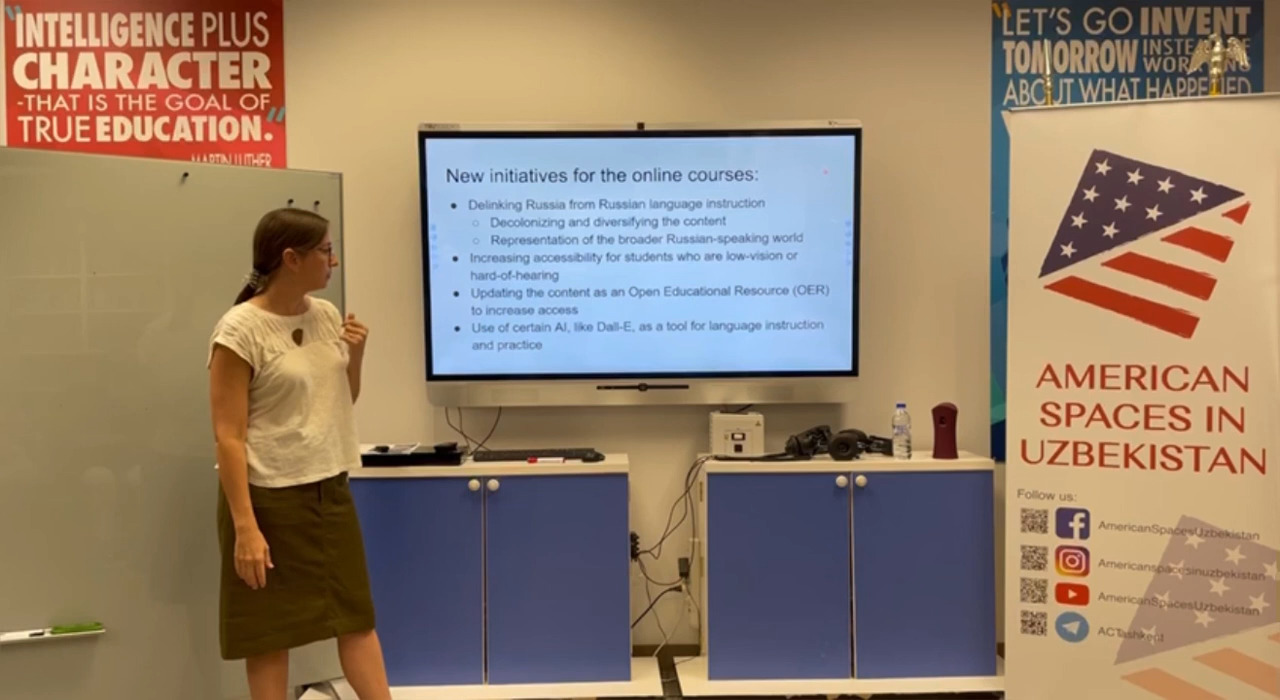 "INTELLIGENCE PLUS
CHARACTER
-THAT IS THE GOAL OF
TRUE EDUCATION."
MARTIN LUTHER
New initiatives for the online courses:
• Delinking Russia from Russian language instruction
○ Decolonizing and diversifying the content
○ Representation of the broader Russian-speaking world
• Increasing accessibility for students who are low-vision or
hard-of-hearing
• Updating the content as an Open Educational Resource (OER)
to increase access
• Use of certain AI, like Dall-E, as a tool for language instruction
and practice
"LET'S GO INVENT
TOMORROW
ABOUT WHAT HAPPENED
AMERICAN
SPACES IN
UZBEKISTAN
Follow us:
AmericanSpacesUzbekistan
Americanspacesinuzbekistan
AmericanSpacesUzbekistan
ACTashkent